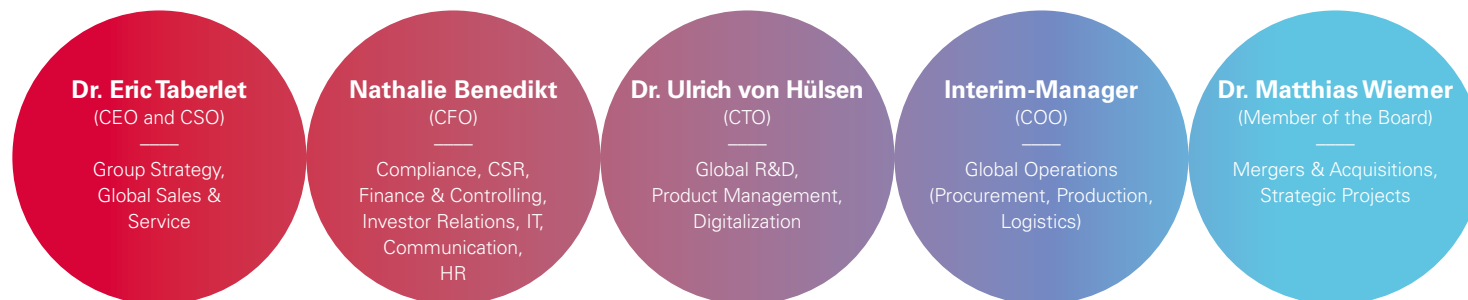 Dr. Eric Taberlet
(CEO and CSO)
Group Strategy,
Global Sales &
Service
Nathalie Benedikt
(CFO)
Compliance, CSR,
Finance & Controlling,
Investor Relations, IT,
Communication,
HR
Dr. Ulrich von Hülsen
(CTO)
Global R&D,
Product Management,
Digitalization
Interim-Manager
(COO)
Global Operations
(Procurement, Production,
Logistics)
Dr. Matthias Wiemer
(Member of the Board)
Mergers & Acquisitions,
Strategic Projects